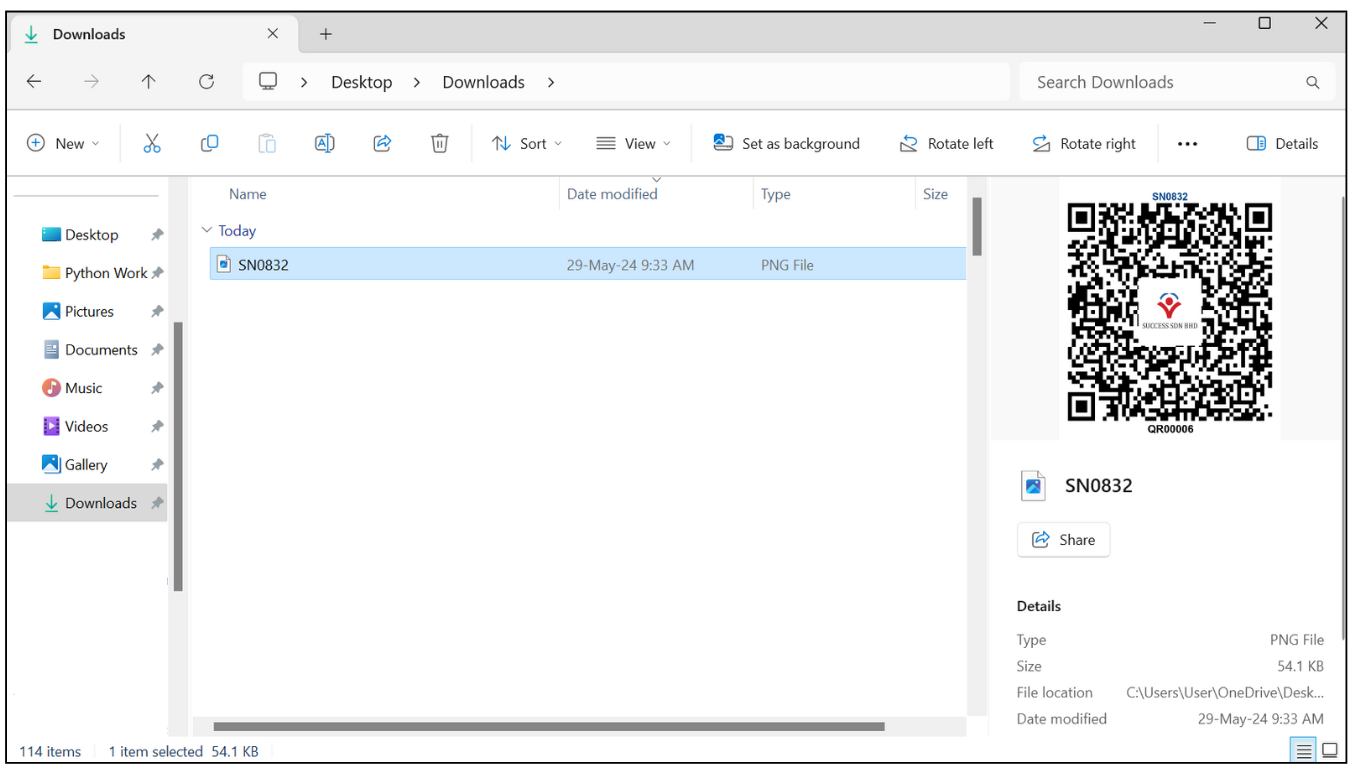 Downloads
Desktop > Downloads >
Search Downloads
New
Sort
View
Set as background
Rotate left
Rotate right
Details
Name
Date modified
Type
Size
Desktop
Python Work
Pictures
Documents
Music
Videos
Gallery
Downloads
Today
SN0832 29-May-24 9:33 AM PNG File
SN0832
SUCCESS SDN BHD
QR00006
SN0832
Share
Details
Type PNG File
Size 54.1 KB
File location C:\Users\User\OneDrive\Desk...
Date modified 29-May-24 9:33 AM
114 items 1 item selected 54.1 KB